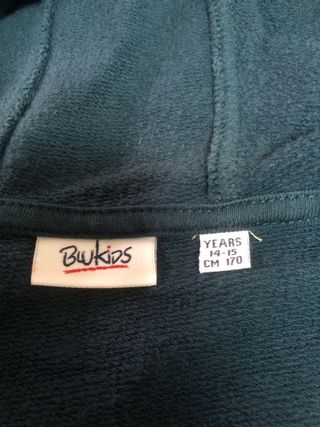 BLUKIDS
YEARS
14-15
CM 170